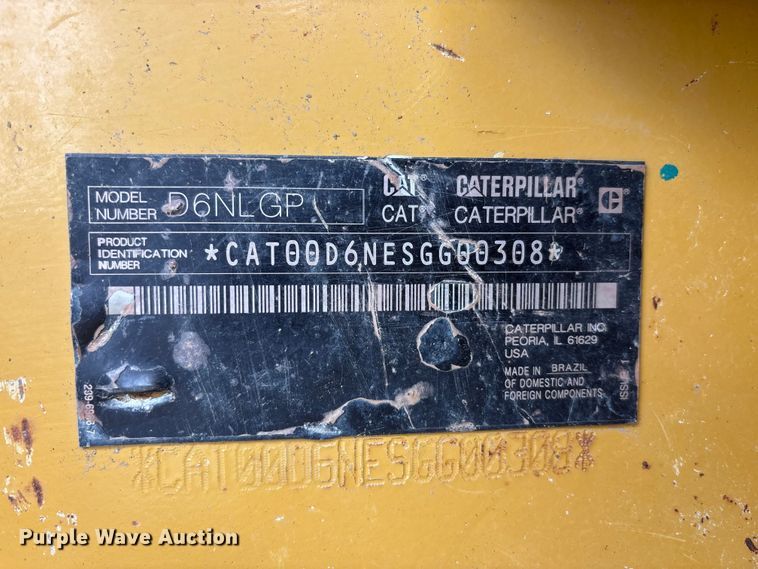 MODEL NUMBER D6NLGP
CAT CATERPILLAR
CAT® CATERPILLAR® C®
PRODUCT IDENTIFICATION NUMBER *CAT00D6NESGG00308*
CATERPILLAR INC.
PEORIA, IL 61629
USA
MADE IN BRAZIL
OF DOMESTIC AND
FOREIGN COMPONENTS
*CAT00D6NESGG00308*
Purple Wave Auction